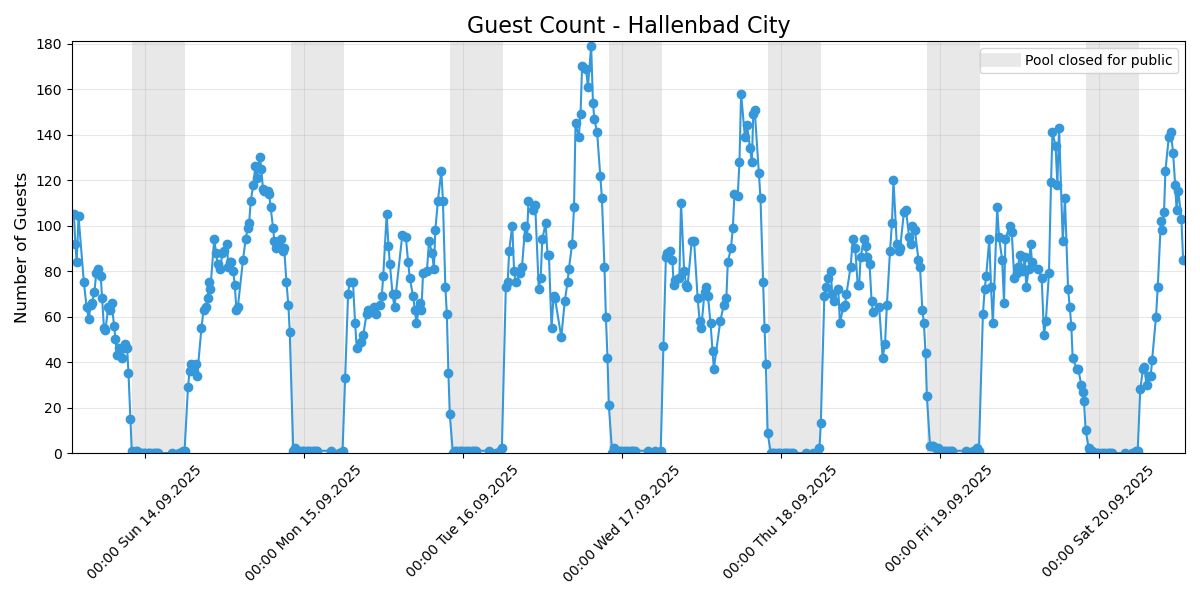 Guest Count - Hallenbad City
Number of Guests
180
160
140
120
100
80
60
40
20
0
Pool closed for public
00:00 Sun 14.09.2025
00:00 Mon 15.09.2025
00:00 Tue 16.09.2025
00:00 Wed 17.09.2025
00:00 Thu 18.09.2025
00:00 Fri 19.09.2025
00:00 Sat 20.09.2025